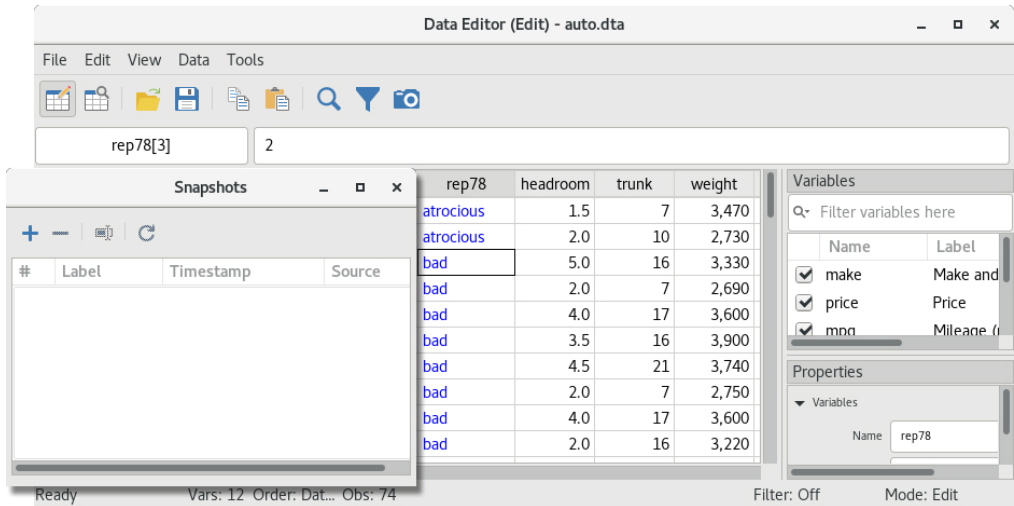 Data Editor (Edit) - auto.dta
File Edit View Data Tools
rep78[3] 2
Snapshots
# Label Timestamp Source
rep78 headroom trunk weight
atrocious 1.5 7 3,470
atrocious 2.0 10 2,730
bad 5.0 16 3,330
bad 2.0 7 2,690
bad 4.0 17 3,600
bad 3.5 16 3,900
bad 4.5 21 3,740
bad 2.0 7 2,750
bad 4.0 17 3,600
bad 2.0 16 3,220
Variables
Filter variables here
Name Label
make Make and
price Price
mpg Mileage (
Properties
Variables
Name rep78
Ready Vars: 12 Order: Dat... Obs: 74 Filter: Off Mode: Edit